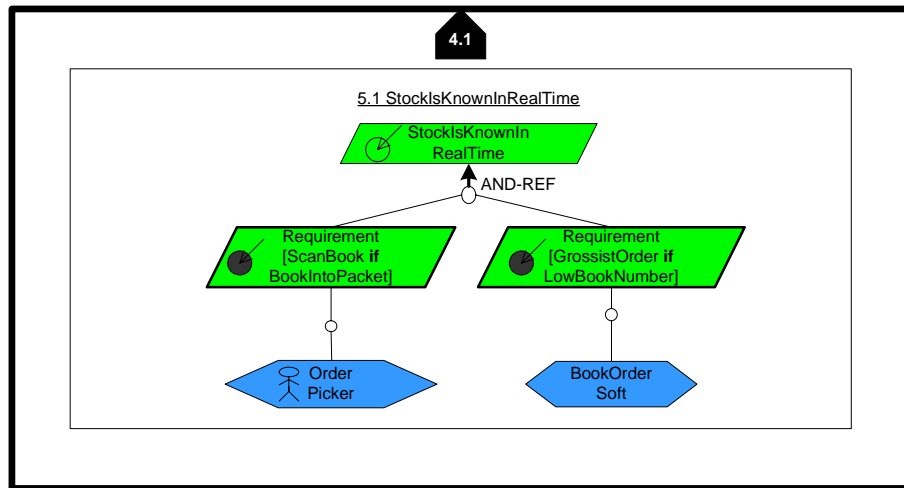 4.1
5.1 StockIsKnownInRealTime
StockIsKnownIn
RealTime
AND-REF
Requirement
[ScanBook if
BookIntoPacket]
Requirement
[GrossistOrder if
LowBookNumber]
Order
Picker
BookOrder
Soft